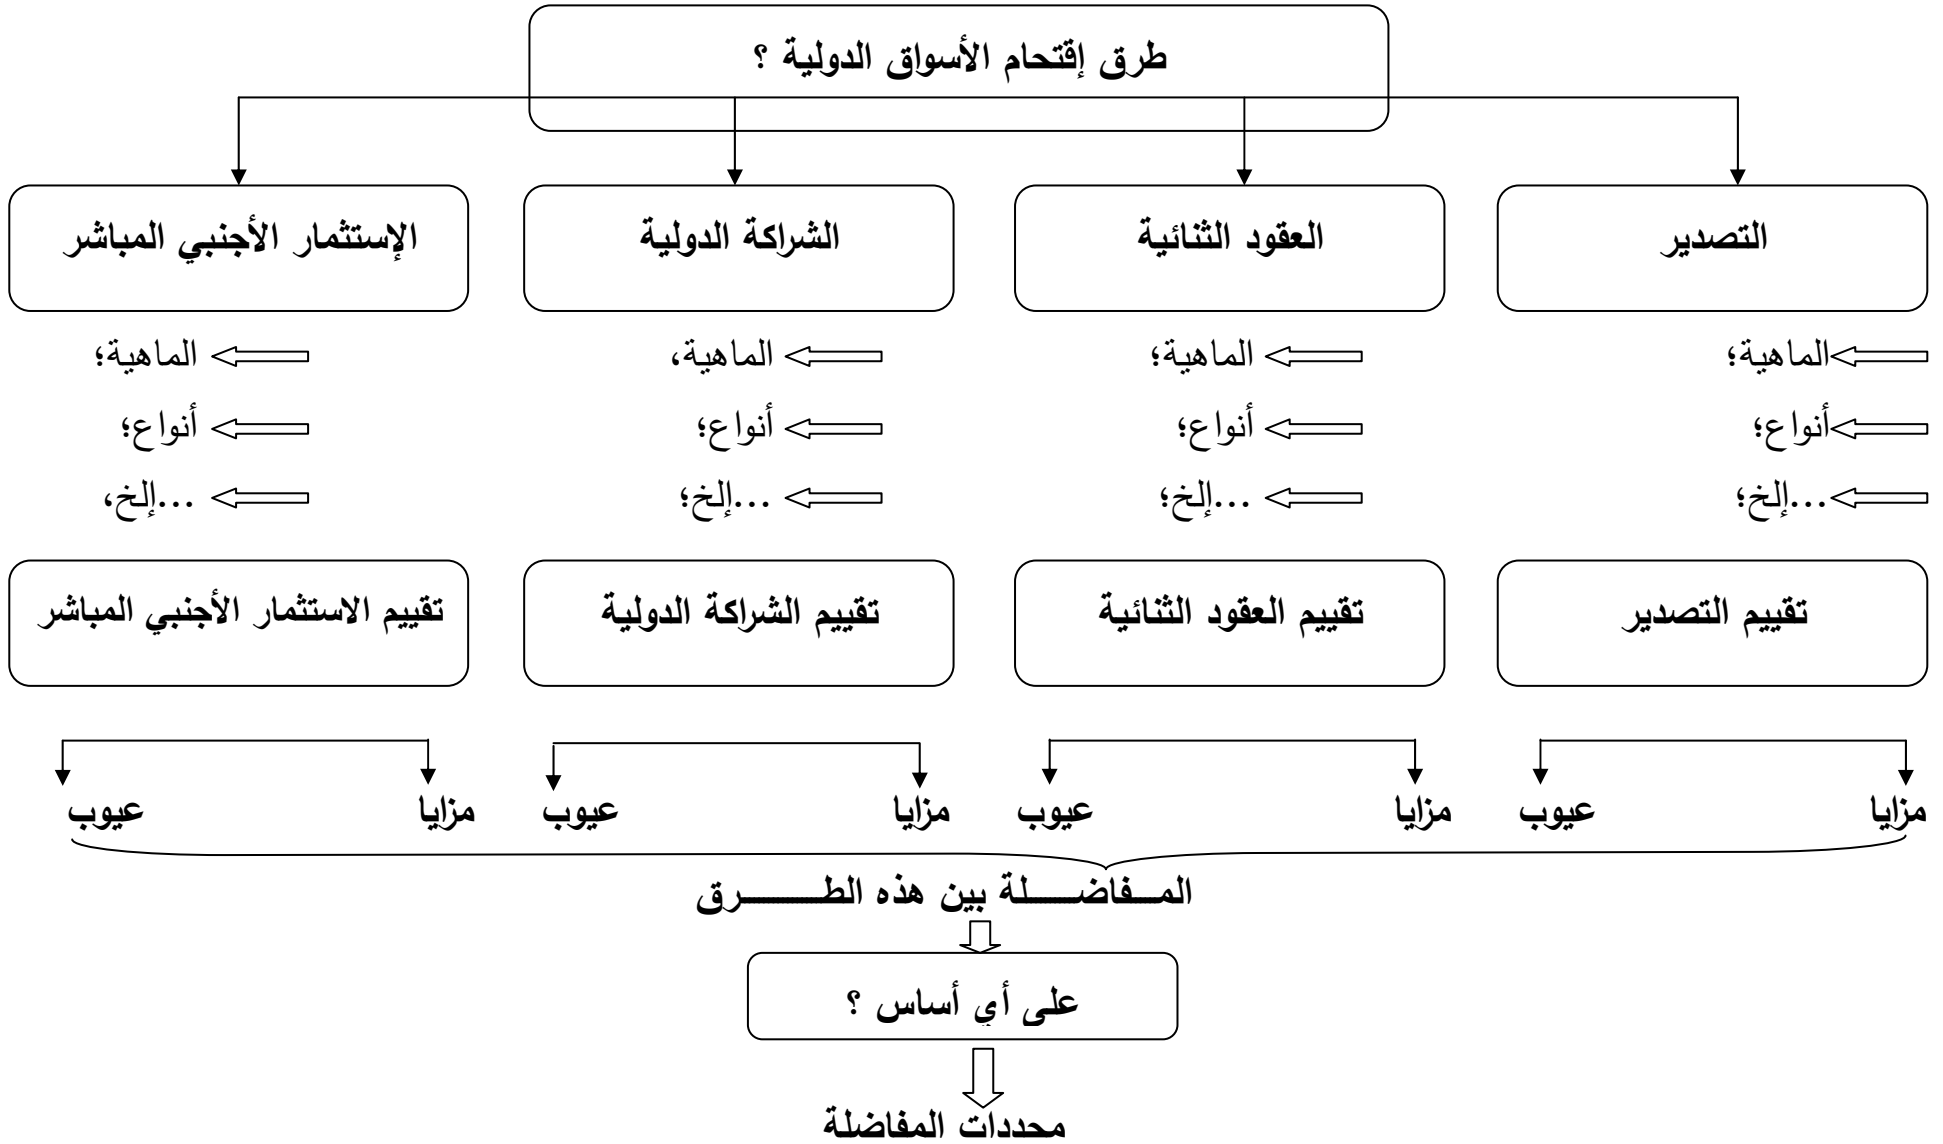 طرق إقتحام الأسواق الدولية ؟
التصدير
العقود الثنائية
الشراكة الدولية
الإستثمار الأجنبي المباشر
الماهية؛
الماهية؛
الماهية،
الماهية؛
أنواع؛
أنواع؛
أنواع؛
أنواع؛
...إلخ؛
...إلخ؛
...إلخ؛
...إلخ،
تقييم التصدير
تقييم العقود الثنائية
تقييم الشراكة الدولية
تقييم الاستثمار الأجنبي المباشر
مزايا
عيوب
مزايا
عيوب
مزايا
عيوب
مزايا
عيوب
المـــفاضـــــلة بين هذه الطـــــــــرق
على أي أساس ؟
محددات المفاضلة